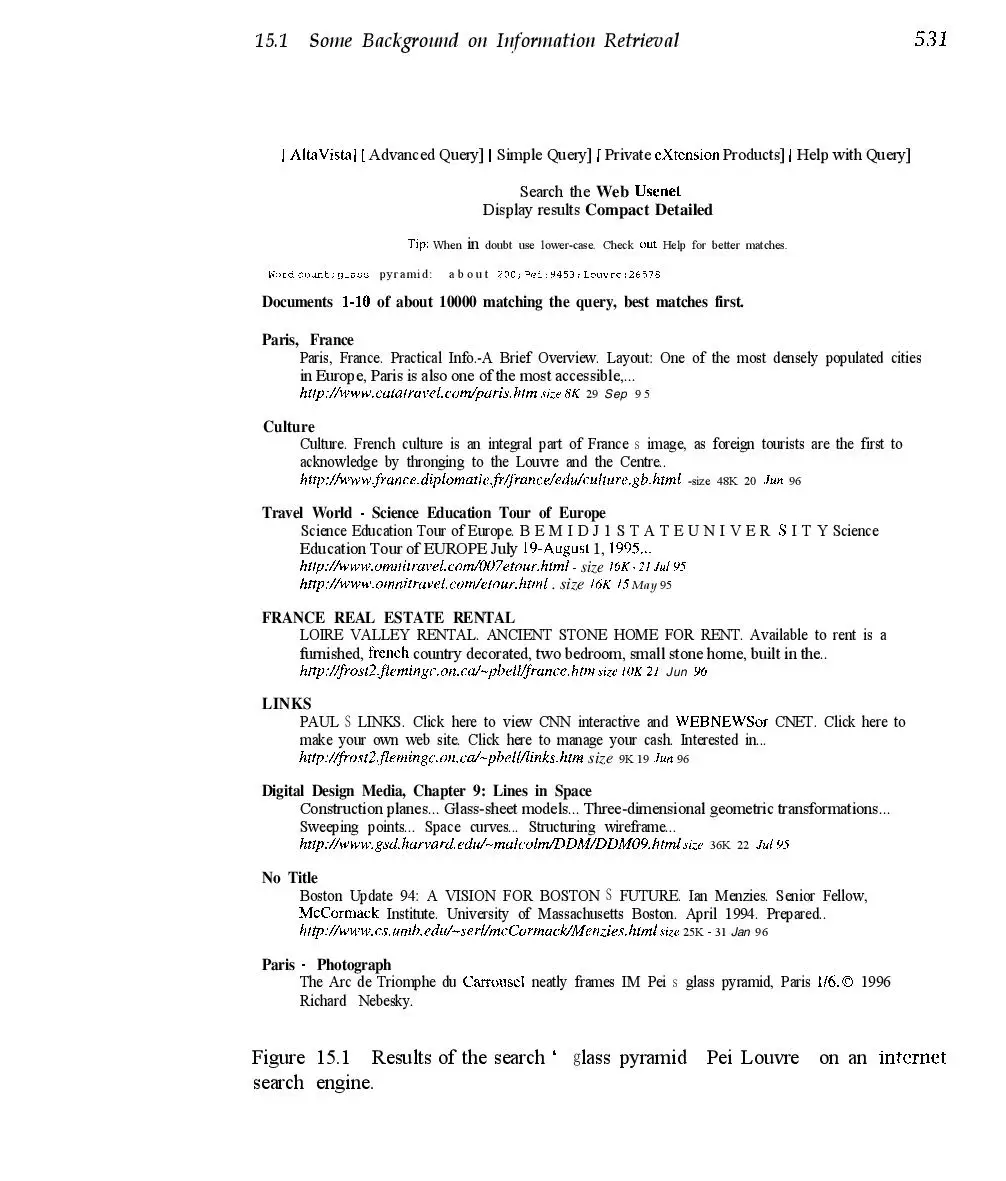 15.1 Some Background on Information Retrieval 531
[ AltaVista] [ Advanced Query] [ Simple Query] [ Private eXtension Products] [ Help with Query]
Search the Web Usenet
Display results Compact Detailed
Tip: When in doubt use lower-case. Check out Help for better matches.
Word count: glass pyramid: about 200; Pei:9453; Louvre:26578
Documents 1-10 of about 10000 matching the query, best matches first.
Paris, France
Paris, France. Practical Info.-A Brief Overview. Layout: One of the most densely populated cities
in Europe, Paris is also one of the most accessible,...
http://www.catatravel.com/paris.htm size 8K 29 Sep 95
Culture
Culture. French culture is an integral part of France s image, as foreign tourists are the first to
acknowledge by thronging to the Louvre and the Centre..
http://www.france.diplomatie.fr/france/edu/culture.gb.html -size 48K 20 Jun 96
Travel World - Science Education Tour of Europe
Science Education Tour of Europe. B E M I D J 1 S T A T E U N I V E R S I T Y Science
Education Tour of EUROPE July 19-August 1, 1995...
http://www.omnitravel.com/007etour.html - size 16K - 21 Jul 95
http://www.omnitravel.com/etour.html . size 16K 15 May 95
FRANCE REAL ESTATE RENTAL
LOIRE VALLEY RENTAL. ANCIENT STONE HOME FOR RENT. Available to rent is a
furnished, french country decorated, two bedroom, small stone home, built in the..
http://frost2.flemingc.on.ca/~pbell/france.htm size 10K 21 Jun 96
LINKS
PAUL S LINKS. Click here to view CNN interactive and WEBNEWSor CNET. Click here to
make your own web site. Click here to manage your cash. Interested in...
http://frost2.flemingc.on.ca/~pbell/links.htm size 9K 19 Jun 96
Digital Design Media, Chapter 9: Lines in Space
Construction planes... Glass-sheet models... Three-dimensional geometric transformations...
Sweeping points... Space curves... Structuring wireframe...
http://www.gsd.harvard.edu/~malcolm/DDM/DDM09.html size 36K 22 Jul 95
No Title
Boston Update 94: A VISION FOR BOSTON S FUTURE. Ian Menzies. Senior Fellow,
McCormack Institute. University of Massachusetts Boston. April 1994. Prepared..
http://www.cs.umb.edu/~serl/mcCormack/Menzies.html size 25K - 31 Jan 96
Paris - Photograph
The Arc de Triomphe du Carrousel neatly frames IM Pei s glass pyramid, Paris 1/6. © 1996
Richard Nebesky.
Figure 15.1 Results of the search ‘ glass pyramid Pei Louvre on an internet
search engine.